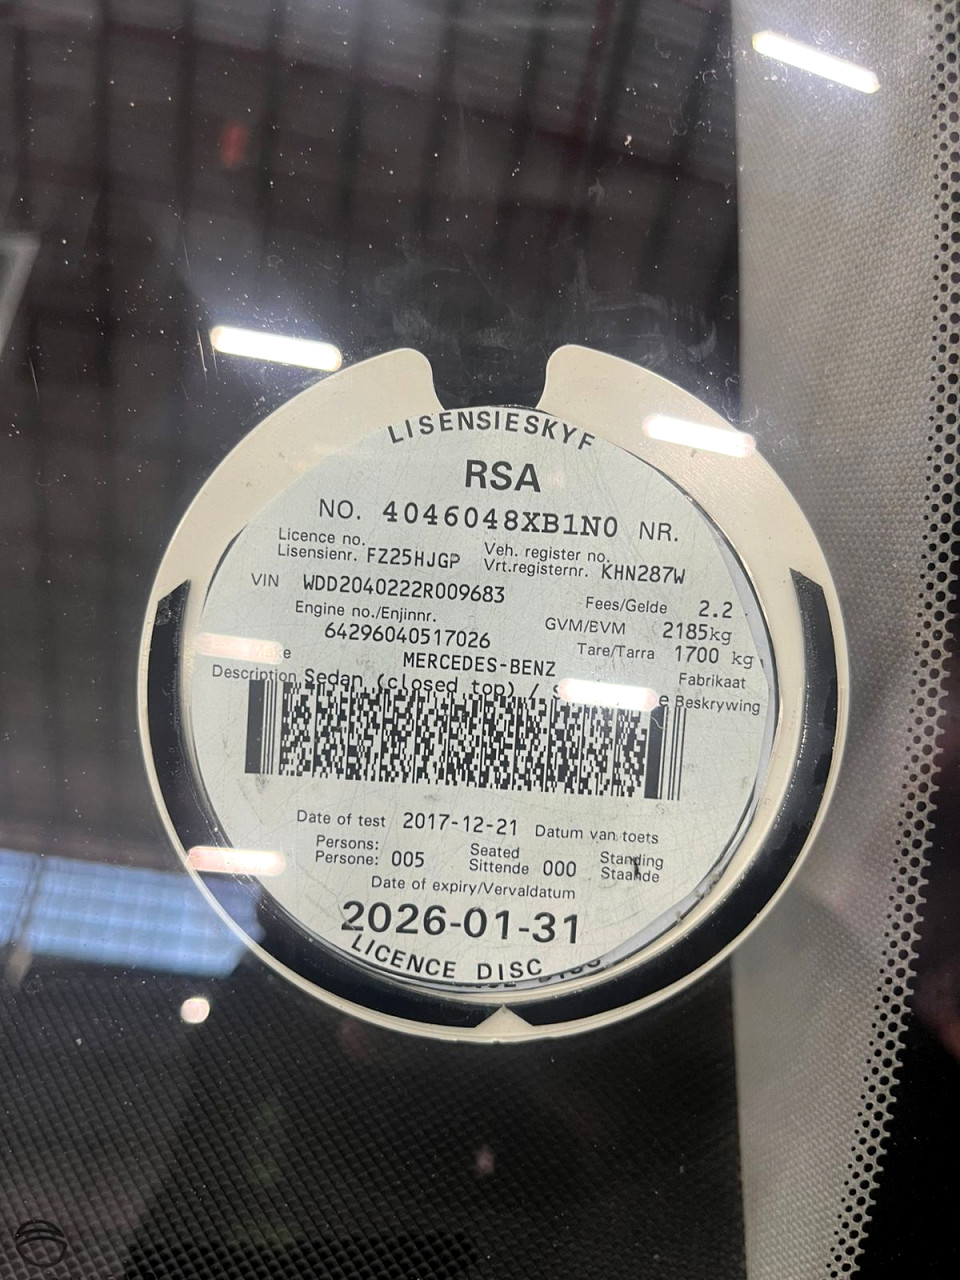 LISENSIESKYF
RSA
NO. 4046048XB1N0 NR.
Licence no.
Lisensienr. FZ25HJGP
Veh. register no.
Vrt.registernr. KHN287W
VIN WDD2040222R009683
Fees/Gelde 2.2
Engine no./Enjinnr.
64296040517026
GVM/BVM 2185kg
Tare/Tarra 1700 kg
MERCEDES-BENZ Fabrikaat
Description Sedan (closed top) / Beskrywing
Date of test 2017-12-21 Datum van toets
Persons:
Persone: 005
Seated
Sittende 000
Standing
Staande
Date of expiry/Vervaldatum
2026-01-31
LICENCE DISC